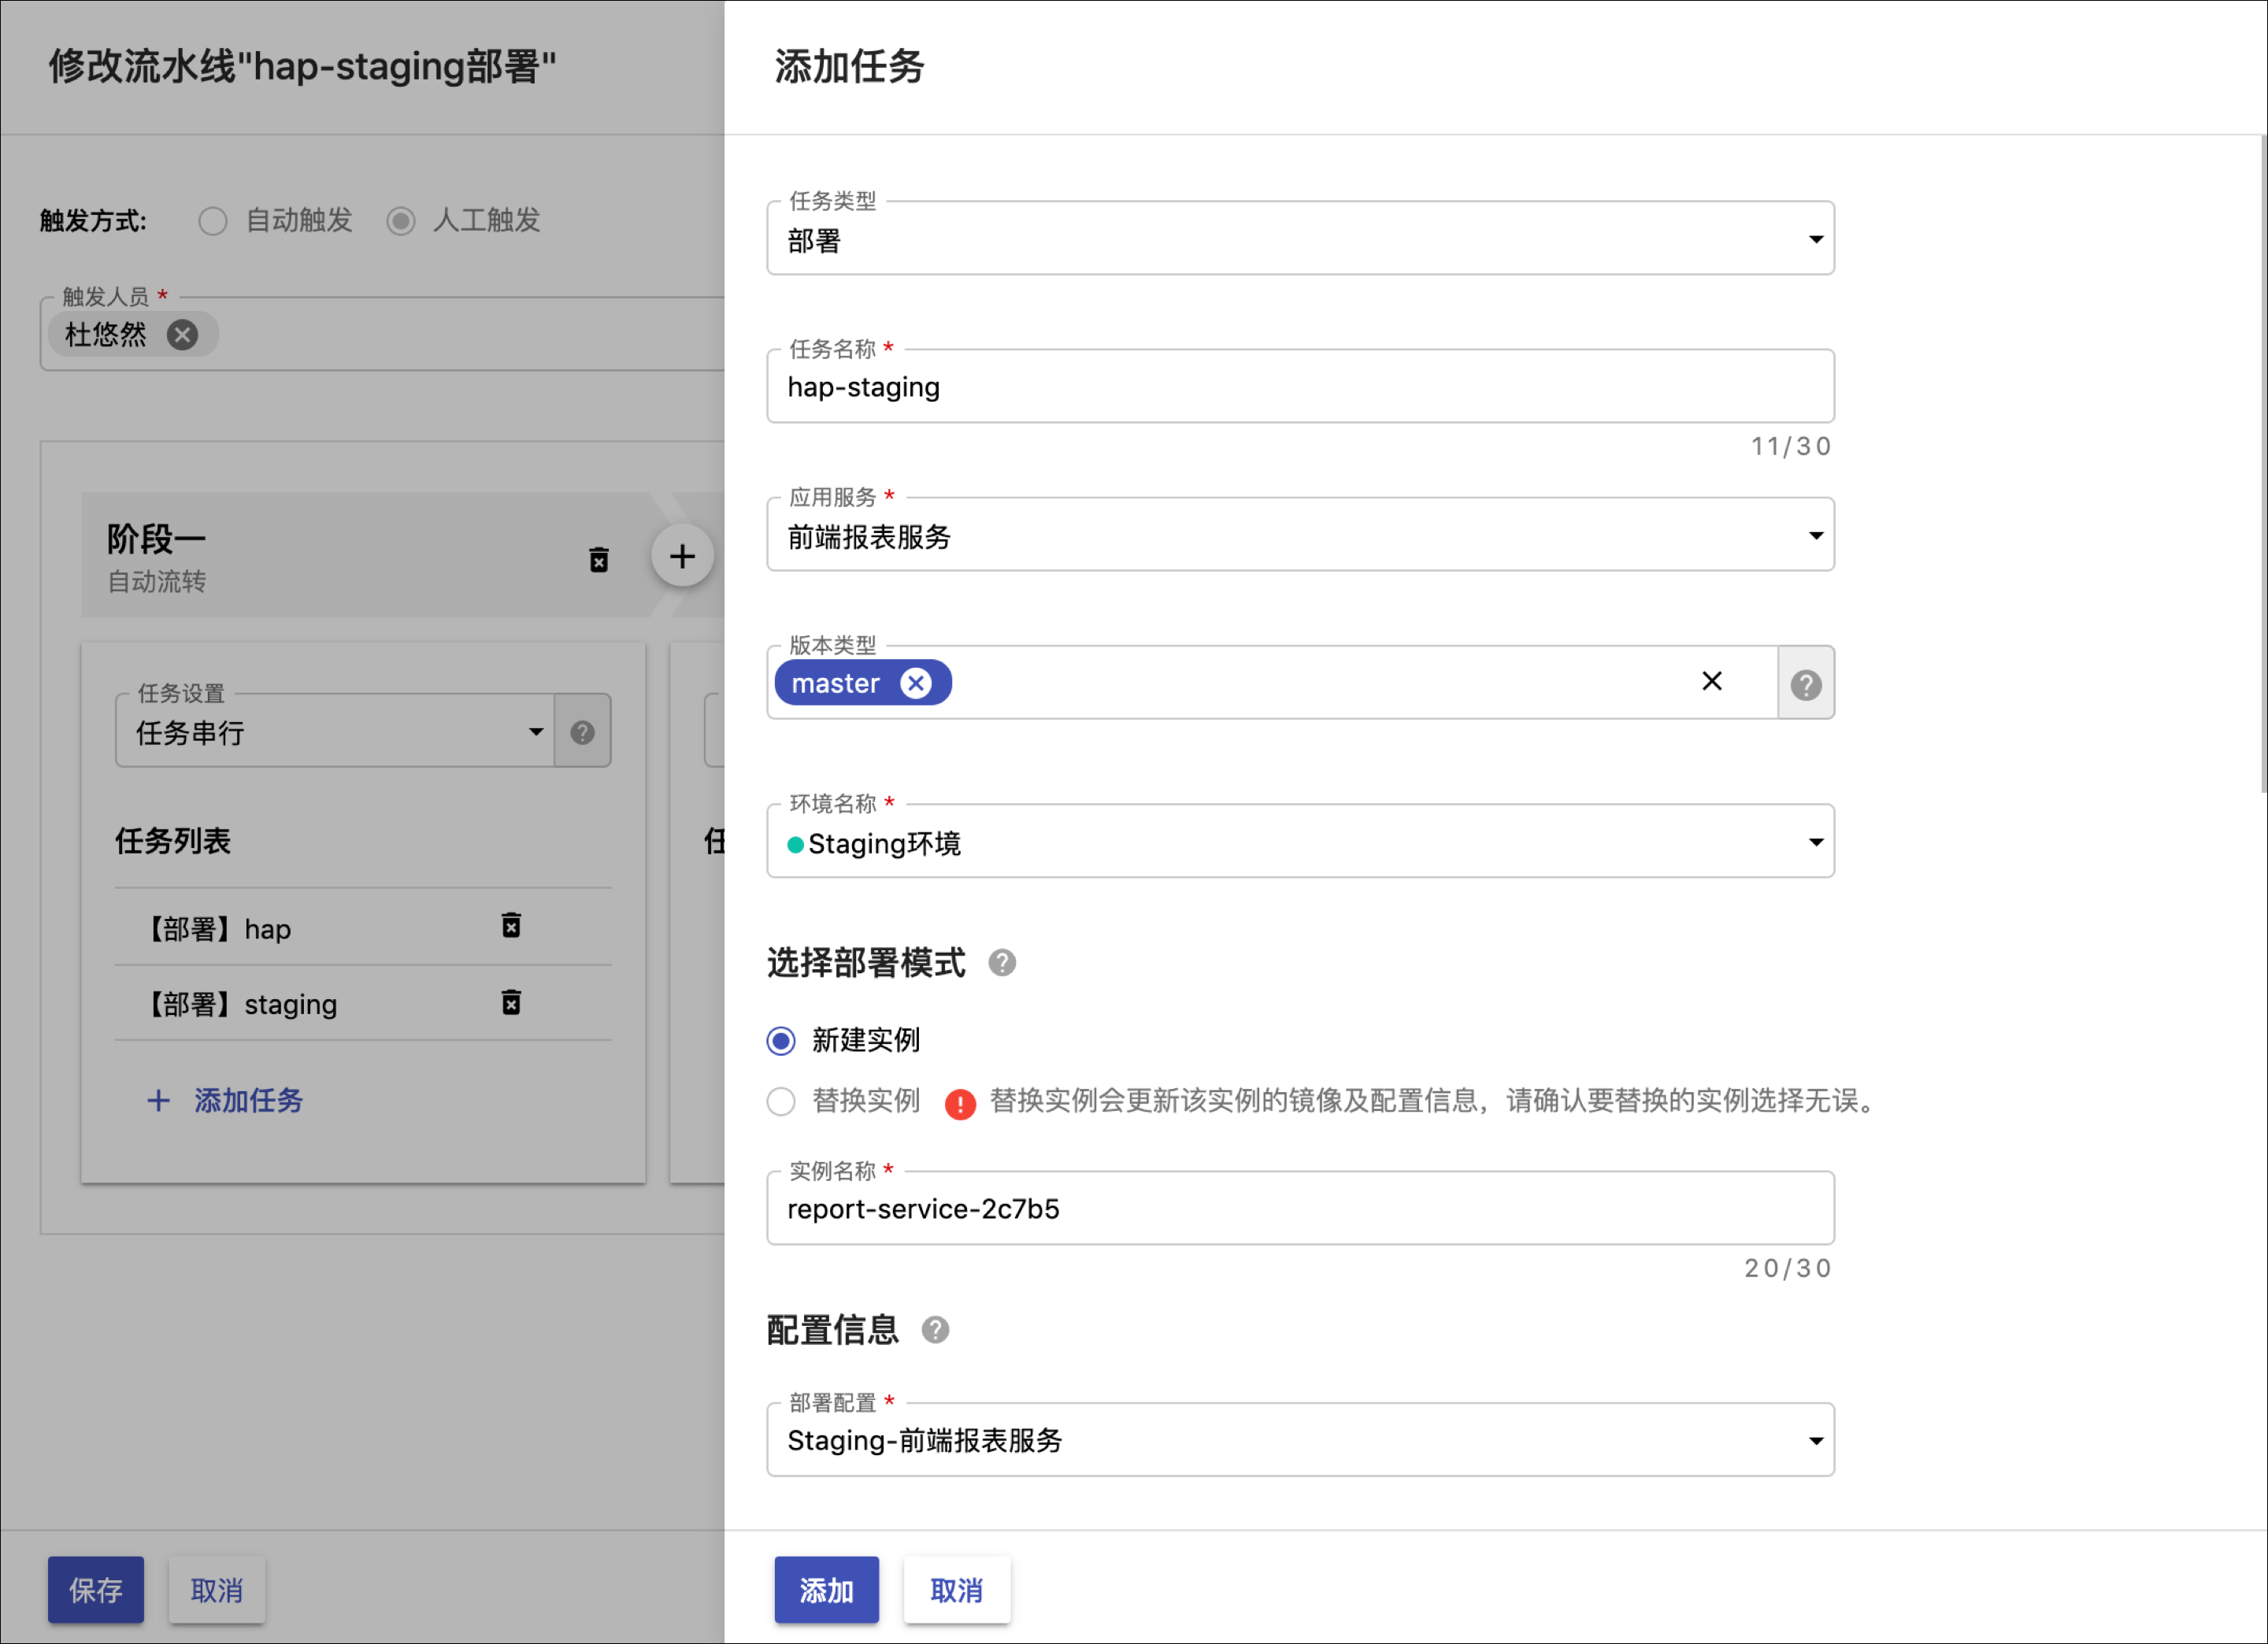 修改流水线"hap-staging部署"
触发方式:
自动触发
人工触发
触发人员 *
杜悠然
阶段一
自动流转
任务设置
任务串行
任务列表
【部署】hap
【部署】staging
添加任务
保存
取消
添加任务
任务类型
部署
任务名称 *
hap-staging
11/30
应用服务 *
前端报表服务
版本类型
master
环境名称 *
Staging环境
选择部署模式
新建实例
替换实例
替换实例会更新该实例的镜像及配置信息，请确认要替换的实例选择无误。
实例名称 *
report-service-2c7b5
20/30
配置信息
部署配置 *
Staging-前端报表服务
添加
取消